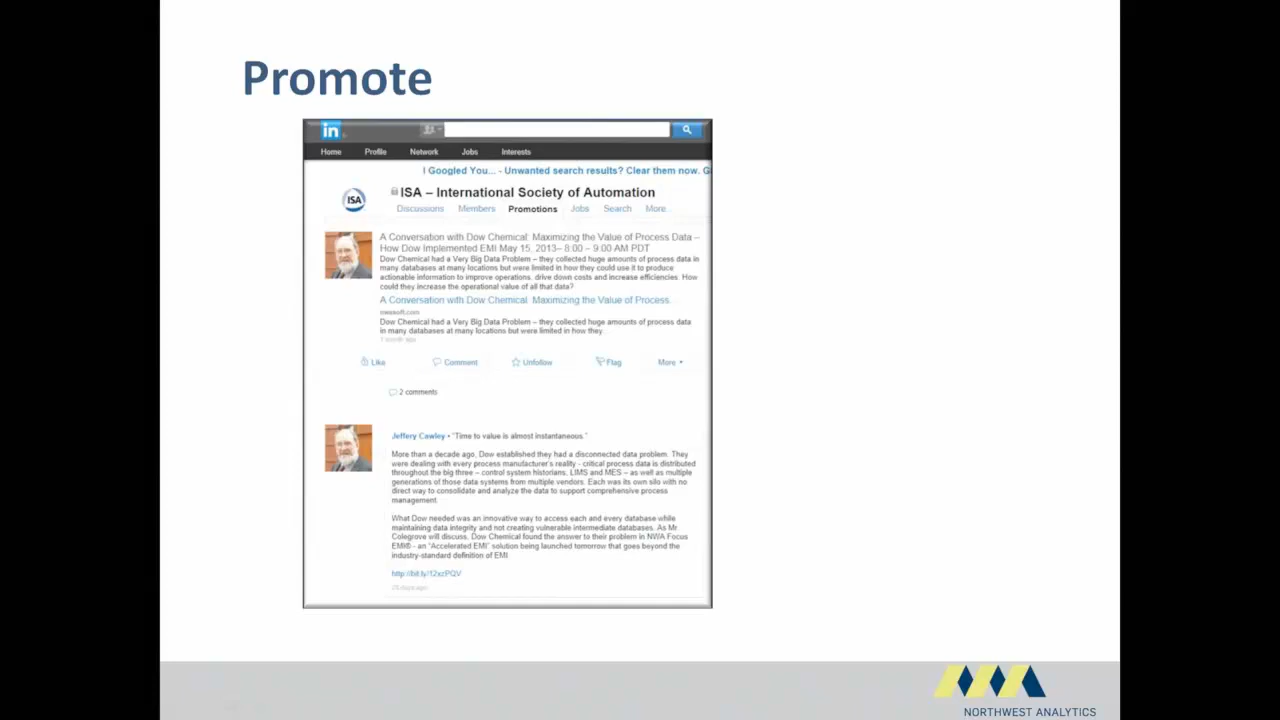 Promote
in
Home Profile Network Jobs Interests
I Googled You... - Unwanted search results? Clear them now. G
ISA
ISA – International Society of Automation
Discussions Members Promotions Jobs Search More
A Conversation with Dow Chemical: Maximizing the Value of Process Data –
How Dow Implemented EMI May 15, 2013– 8:00 – 9:00 AM PDT
Dow Chemical had a Very Big Data Problem – they collected huge amounts of process data in
many databases at many locations but were limited in how they could use it to produce
actionable information to improve operations, drive down costs and increase efficiencies. How
could they increase the operational value of all that data?
A Conversation with Dow Chemical: Maximizing the Value of Process...
nwasoft.com
Dow Chemical had a Very Big Data Problem – they collected huge amounts of process data
in many databases at many locations but were limited in how they
1 month ago
Like Comment Unfollow Flag More
2 comments
Jeffery Cawley • "Time to value is almost instantaneous."
More than a decade ago, Dow established they had a disconnected data problem. They
were dealing with every process manufacturer's reality - critical process data is distributed
throughout the big three – control system historians, LIMS and MES – as well as multiple
generations of those data systems from multiple vendors. Each was its own silo with no
direct way to consolidate and analyze the data to support comprehensive process
management.
What Dow needed was an innovative way to access each and every database while
maintaining data integrity and not creating vulnerable intermediate databases. As Mr
Colegrove will discuss, Dow Chemical found the answer to their problem in NWA Focus
EMI® - an "Accelerated EMI" solution being launched tomorrow that goes beyond the
industry-standard definition of EMI
days ago
NORTHWEST ANALYTICS